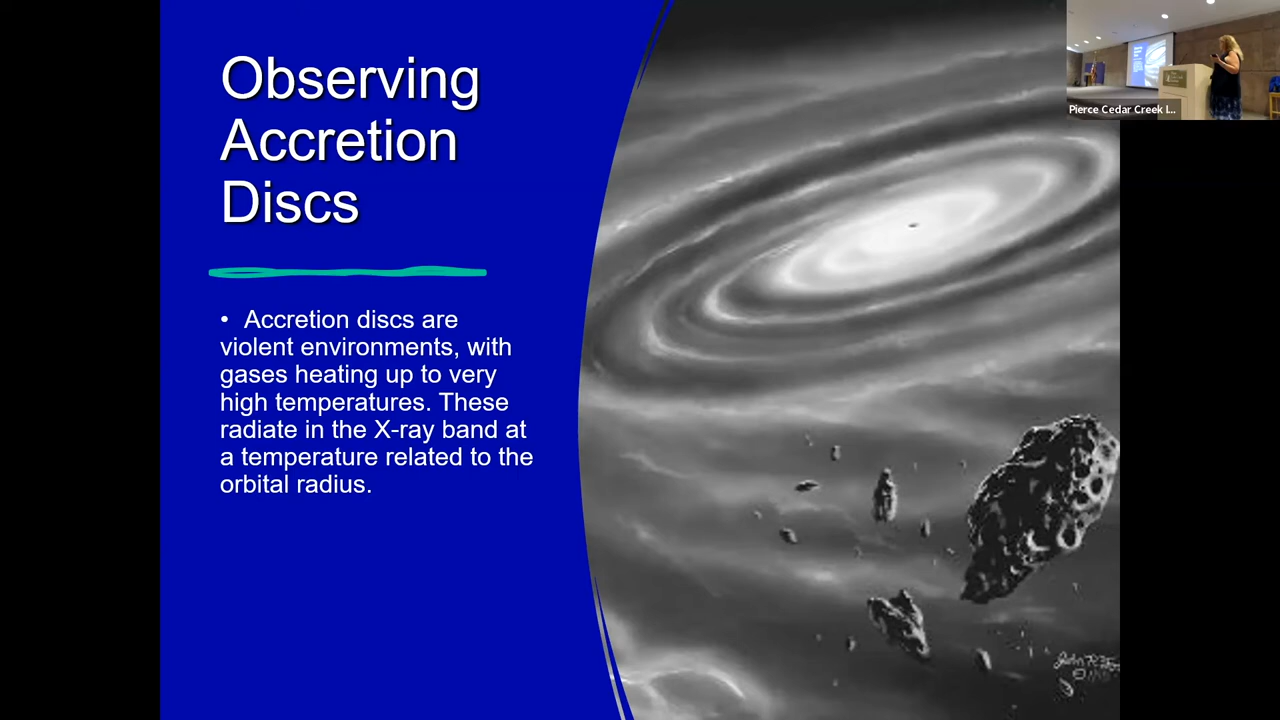 Observing
Accretion
Discs
• Accretion discs are
violent environments, with
gases heating up to very
high temperatures. These
radiate in the X-ray band at
a temperature related to the
orbital radius.
Pierce Cedar Creek I...